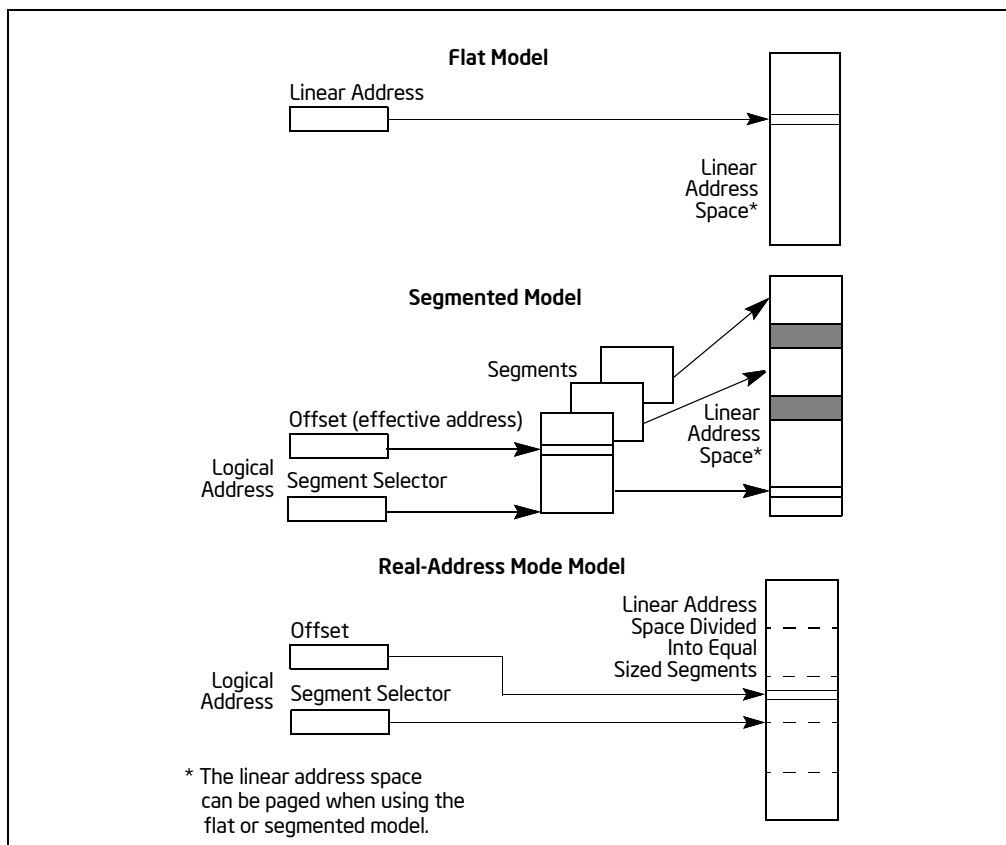 Flat Model
Linear Address
Linear
Address
Space*
Segmented Model
Segments
Offset (effective address)
Logical
Address
Segment Selector
Linear
Address
Space*
Real-Address Mode Model
Linear Address
Space Divided
Into Equal
Sized Segments
Offset
Logical
Address
Segment Selector
* The linear address space
can be paged when using the
flat or segmented model.